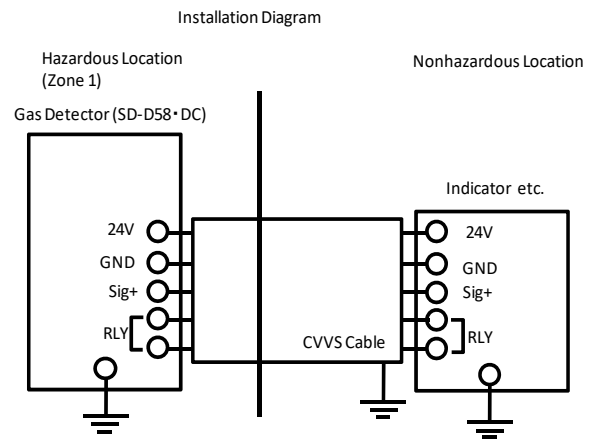 Installation Diagram
Hazardous Location
(Zone 1)
Nonhazardous Location
Gas Detector (SD-D58・DC)
Indicator etc.
24V
GND
Sig+
RLY
CVVS Cable
24V
GND
Sig+
RLY